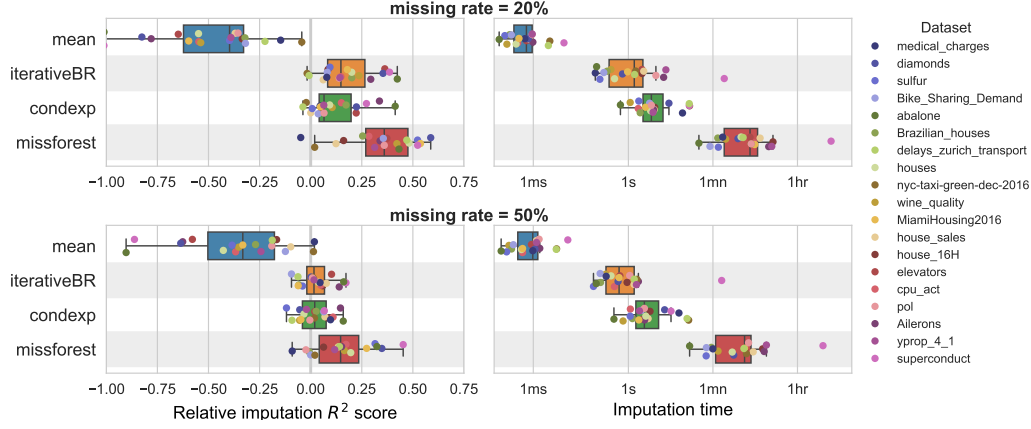 missing rate = 20%
mean
iterativeBR
condexp
missforest
−1.00 −0.75 −0.50 −0.25 0.00 0.25 0.50 0.75
1ms 1s 1mn 1hr
missing rate = 50%
mean
iterativeBR
condexp
missforest
−1.00 −0.75 −0.50 −0.25 0.00 0.25 0.50 0.75
1ms 1s 1mn 1hr
Relative imputation R² score
Imputation time
Dataset
medical_charges
diamonds
sulfur
Bike_Sharing_Demand
abalone
Brazilian_houses
delays_zurich_transport
houses
nyc-taxi-green-dec-2016
wine_quality
MiamiHousing2016
house_sales
house_16H
elevators
cpu_act
pol
Ailerons
yprop_4_1
superconduct